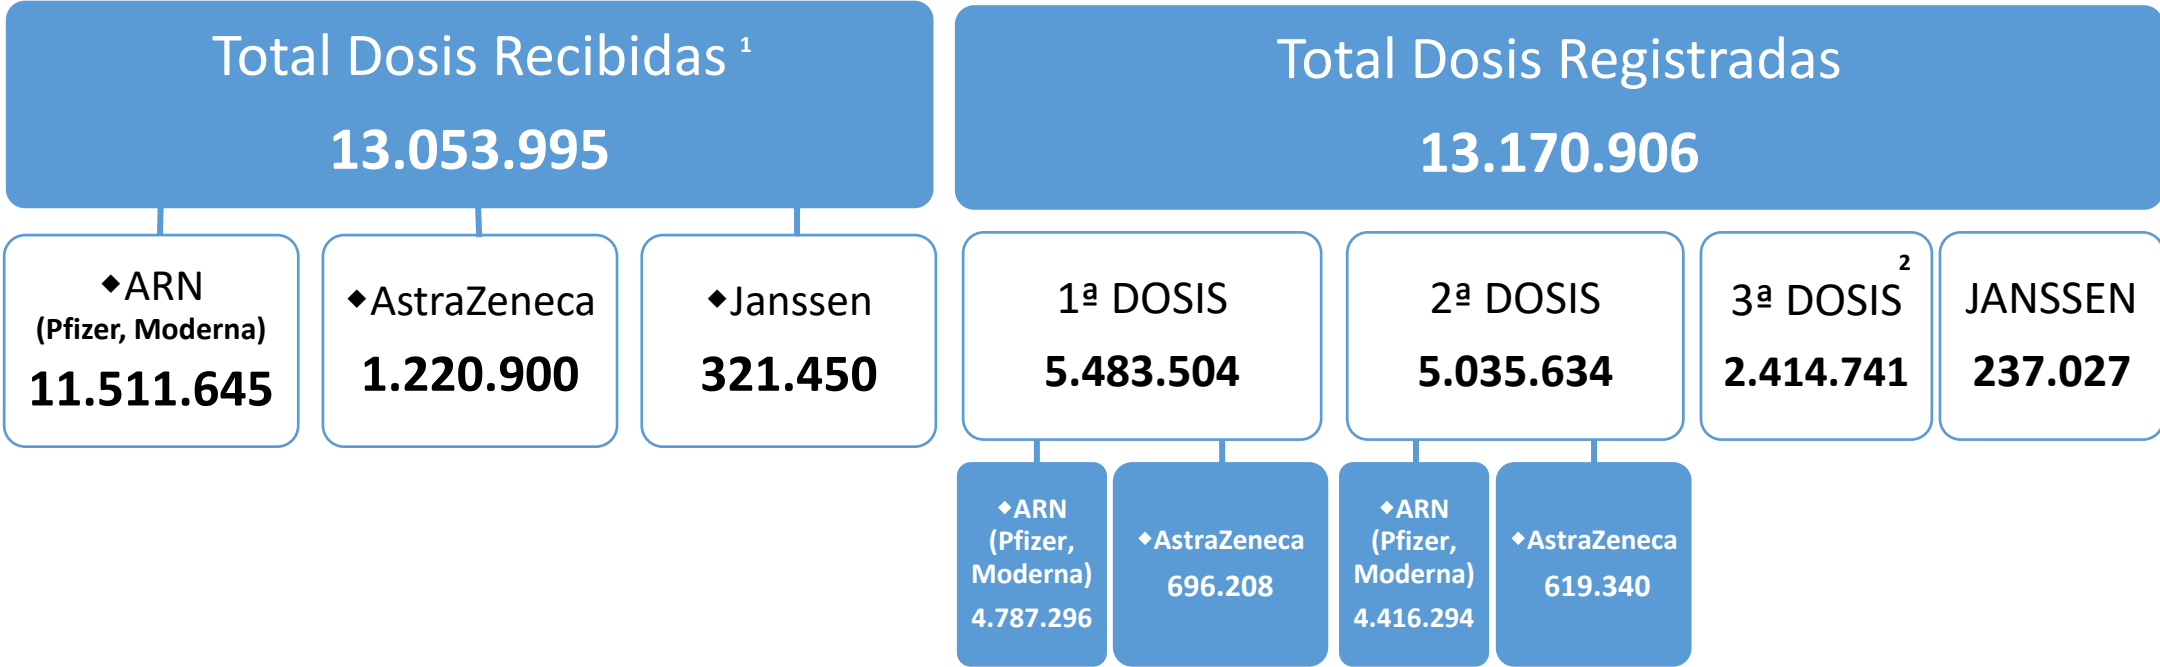 Total Dosis Recibidas ¹
13.053.995
◆ARN
(Pfizer, Moderna)
11.511.645
◆AstraZeneca
1.220.900
◆Janssen
321.450
Total Dosis Registradas
13.170.906
1ª DOSIS
5.483.504
2ª DOSIS
5.035.634
3ª DOSIS ²
2.414.741
JANSSEN
237.027
◆ARN
(Pfizer,
Moderna)
4.787.296
◆AstraZeneca
696.208
◆ARN
(Pfizer,
Moderna)
4.416.294
◆AstraZeneca
619.340